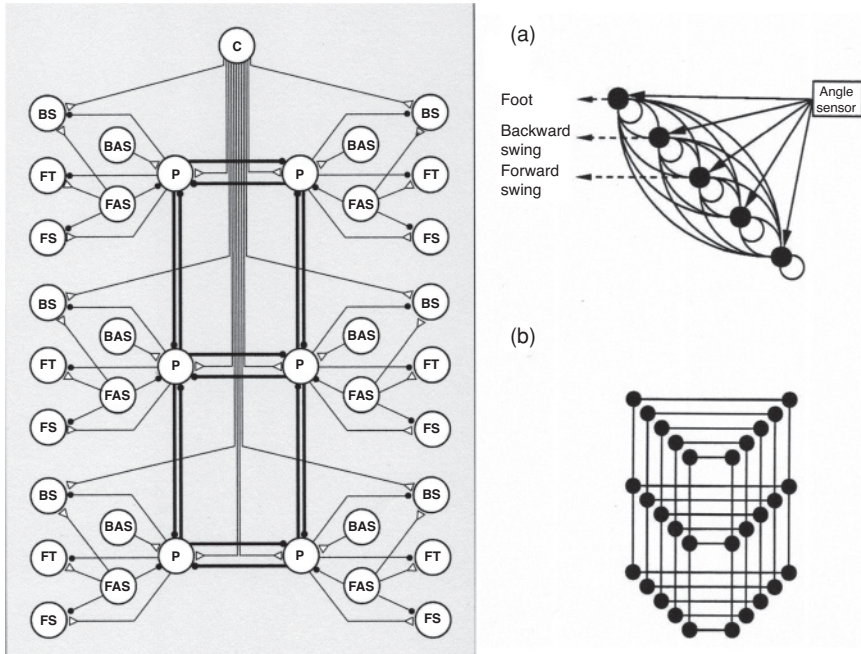 C
BS
BS
BAS
BAS
FT
P
P
FT
FAS
FAS
FS
FS
BS
BS
BAS
BAS
FT
P
P
FT
FAS
FAS
FS
FS
BS
BS
BAS
BAS
FT
P
P
FT
FAS
FAS
FS
FS
(a)
Foot
Angle
sensor
Backward
swing
Forward
swing
(b)